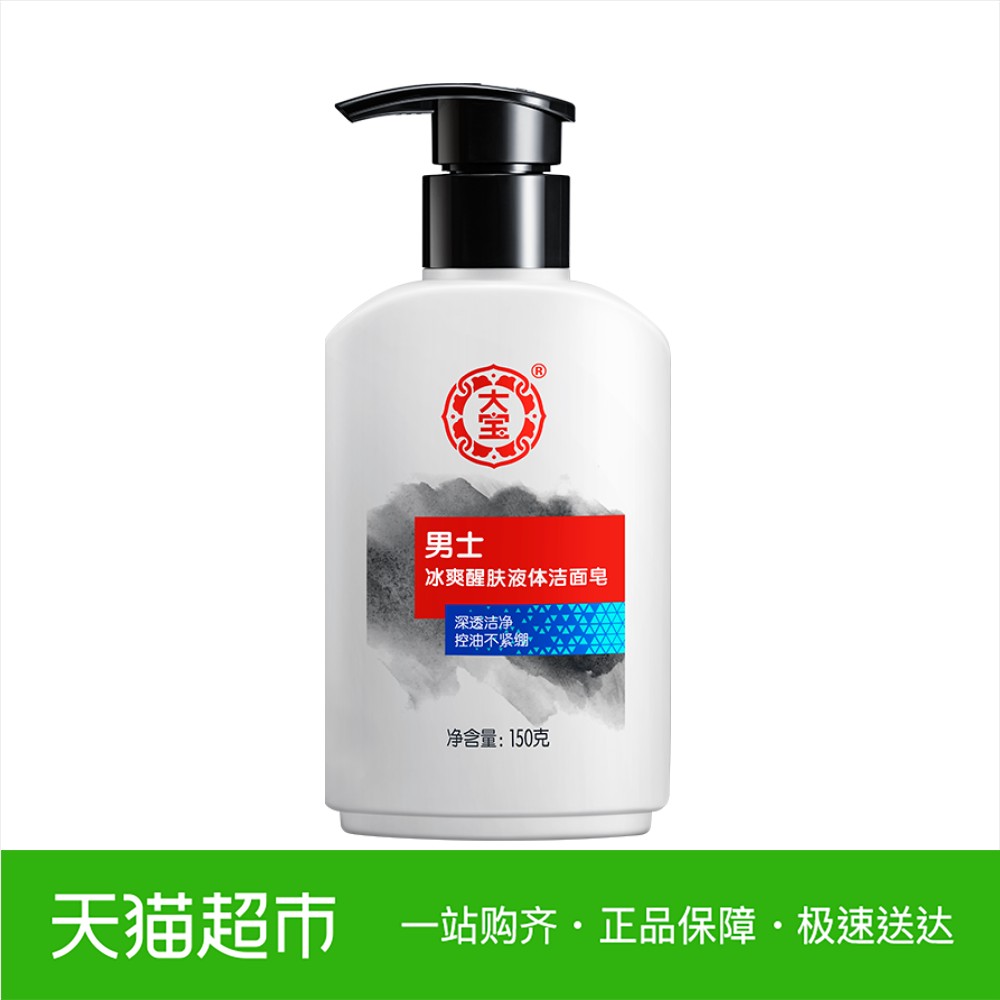 大宝
®
男士
冰爽醒肤液体洁面皂
深透洁净
控油不紧绷
净含量：150克
天猫超市 一站购齐·正品保障·极速送达